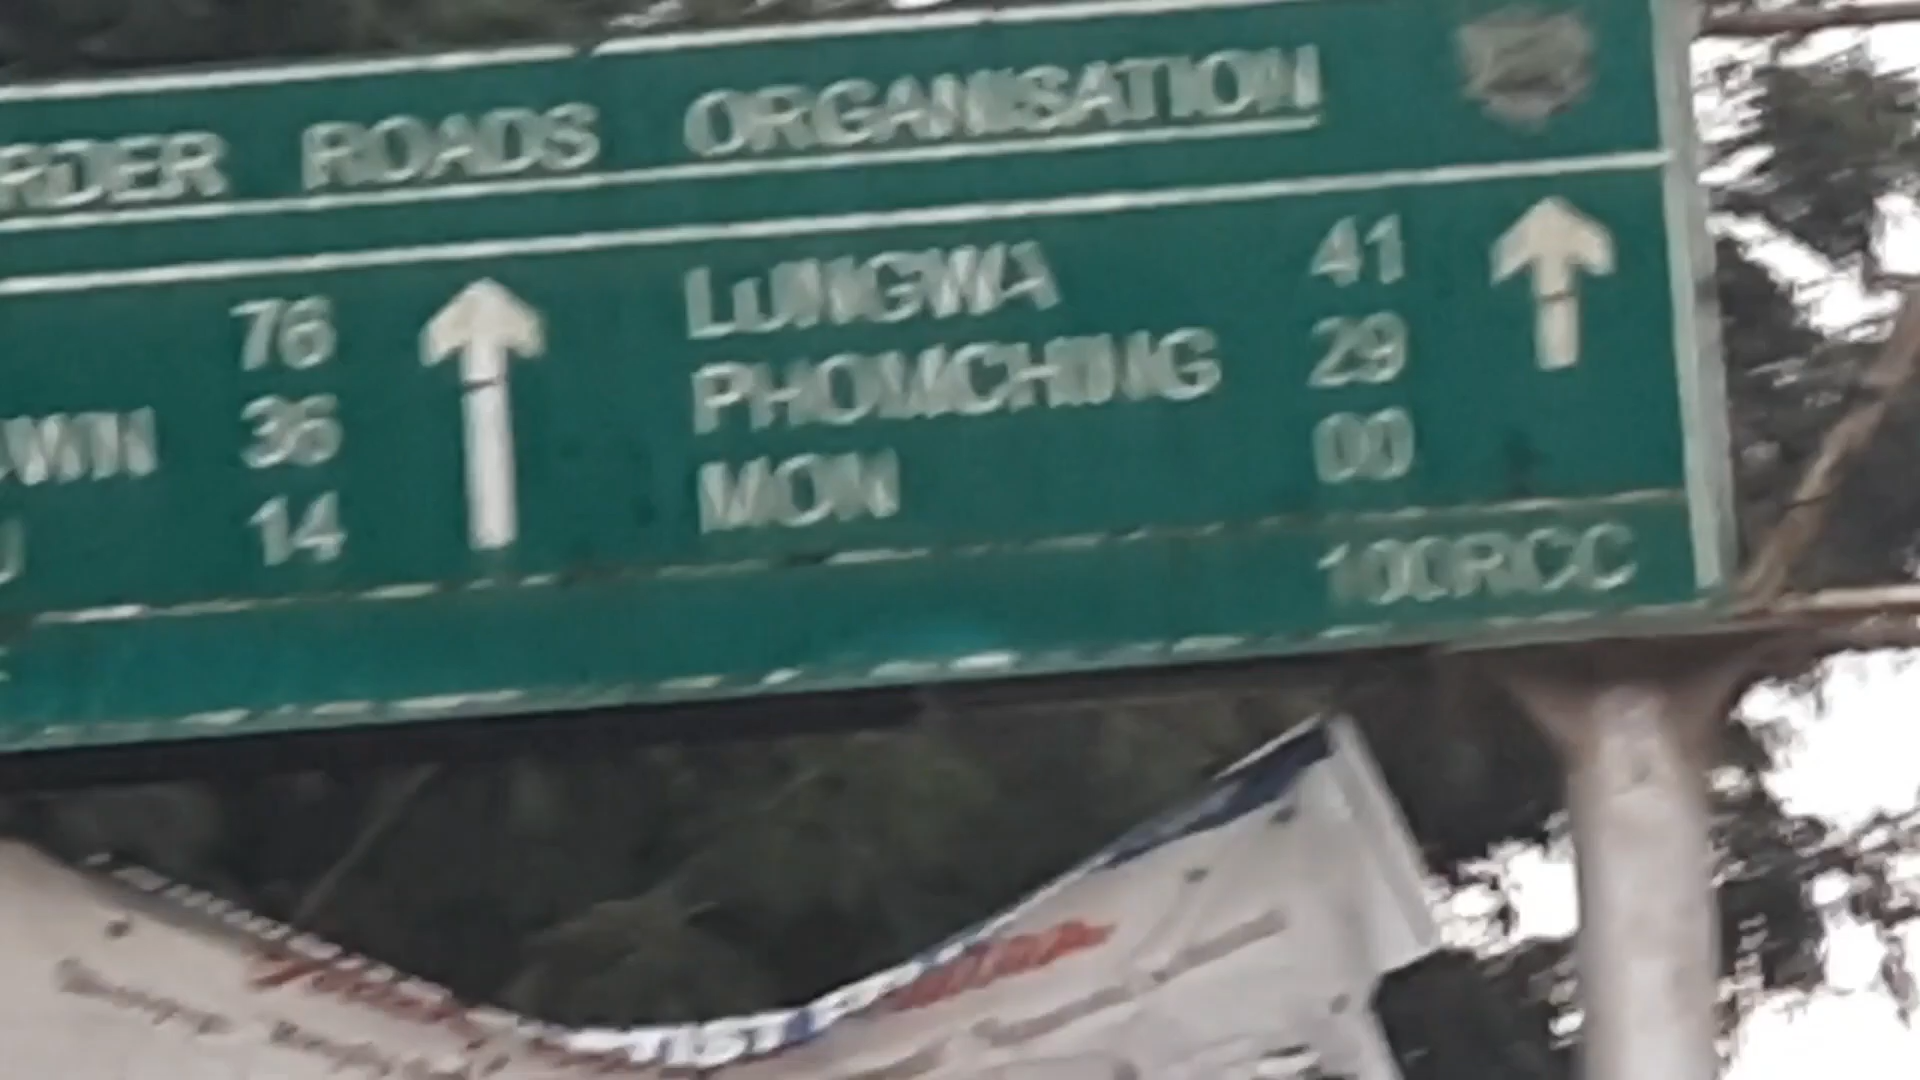 RDER ROADS ORGANISATION
76
WN 36
U 14
LUNGWA 41
PHOMCHING 29
MON 00
100RCC